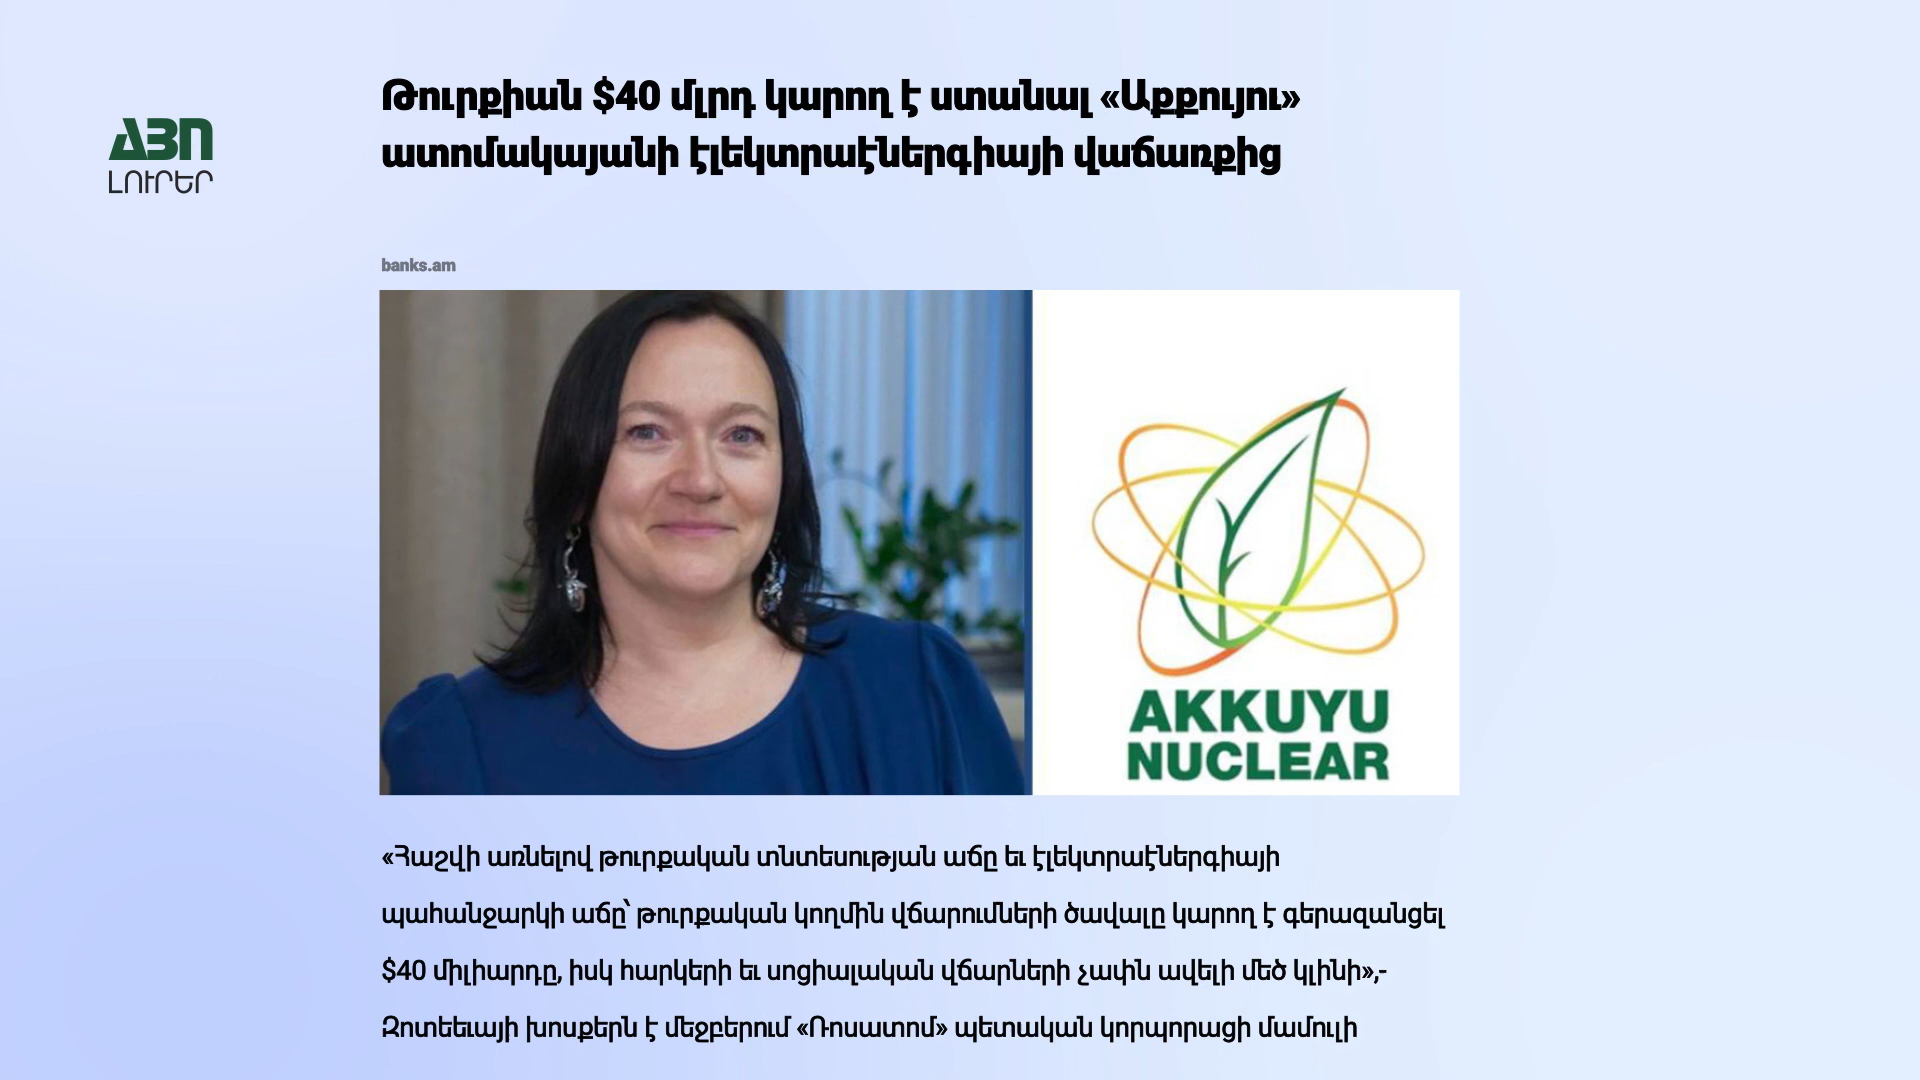 Թուրքիան $40 մլրդ կարող է ստանալ «Աքքույու»
ատոմակայանի էլեկտրաէներգիայի վաճառքից
ԱՅՈ
ԼՈՒՐԵՐ
banks.am
AKKUYU
NUCLEAR
«Հաշվի առնելով թուրքական տնտեսության աճը եւ էլեկտրաէներգիայի
պահանջարկի աճը՝ թուրքական կողմին վճարումների ծավալը կարող է գերազանցել
$40 միլիարդը, իսկ հարկերի եւ սոցիալական վճարների չափն ավելի մեծ կլինի»,-
Զոտեեւայի խոսքերն է մեջբերում «Ռոսատոմ» պետական կորպորացի մամուլի